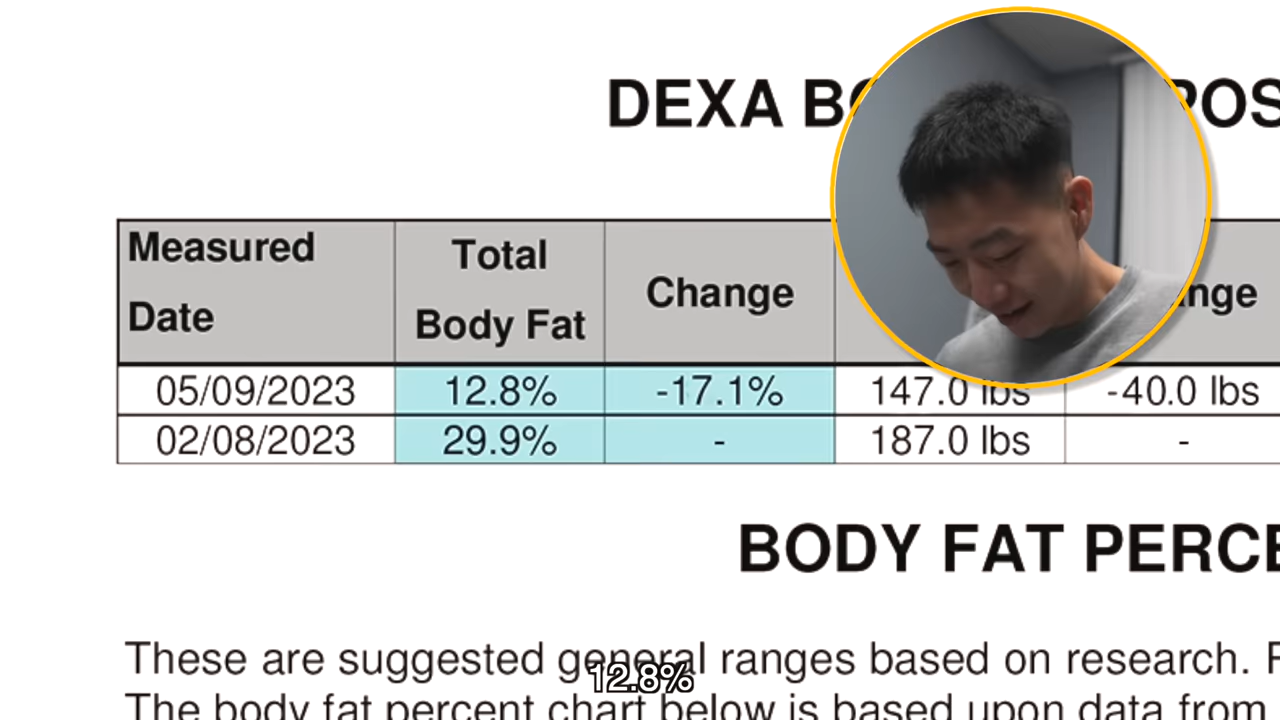 DEXA B
POS
Measured Date Total Body Fat Change nge
05/09/2023 12.8% -17.1% 147.0 lbs -40.0 lbs
02/08/2023 29.9% - 187.0 lbs -
BODY FAT PERCE
These are suggested general ranges based on research.
12.8%
The body fat percent chart below is based upon data from